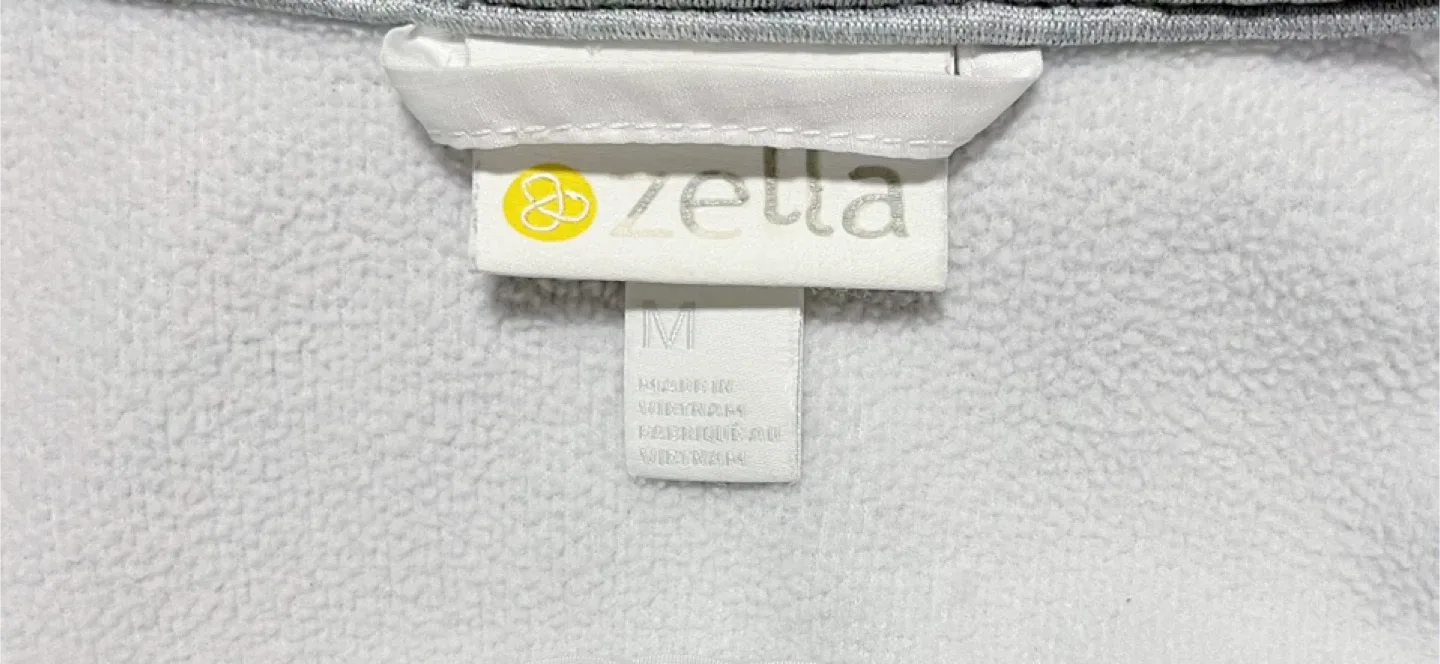 zella
M
MADE IN
VIETNAM
FABRIQUÉ AU
VIETNAM